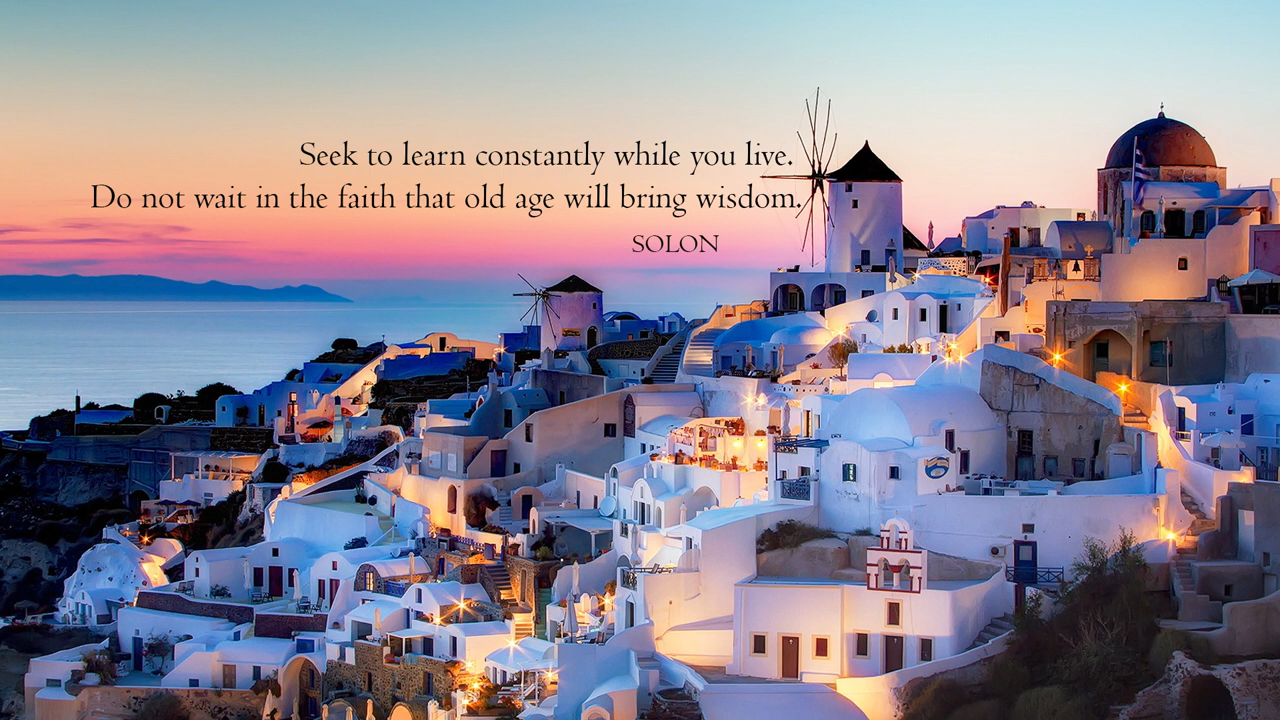 Seek to learn constantly while you live.
Do not wait in the faith that old age will bring wisdom.
SOLON